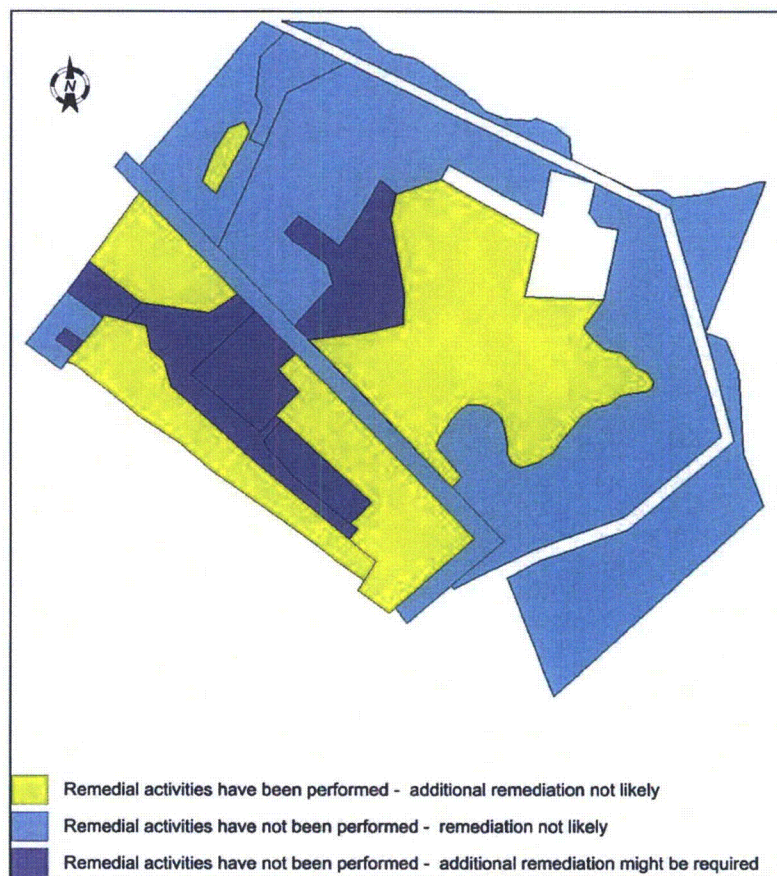 N
Remedial activities have been performed - additional remediation not likely
Remedial activities have not been performed - remediation not likely
Remedial activities have not been performed - additional remediation might be required